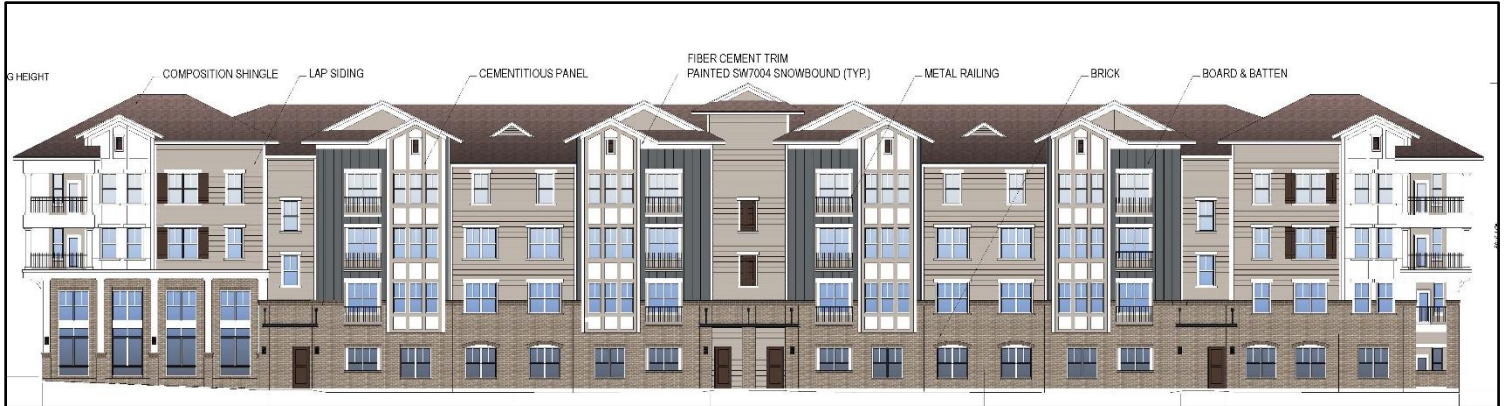 G HEIGHT
COMPOSITION SHINGLE
LAP SIDING
CEMENTITIOUS PANEL
FIBER CEMENT TRIM
PAINTED SW7004 SNOWBOUND (TYP.)
METAL RAILING
BRICK
BOARD & BATTEN